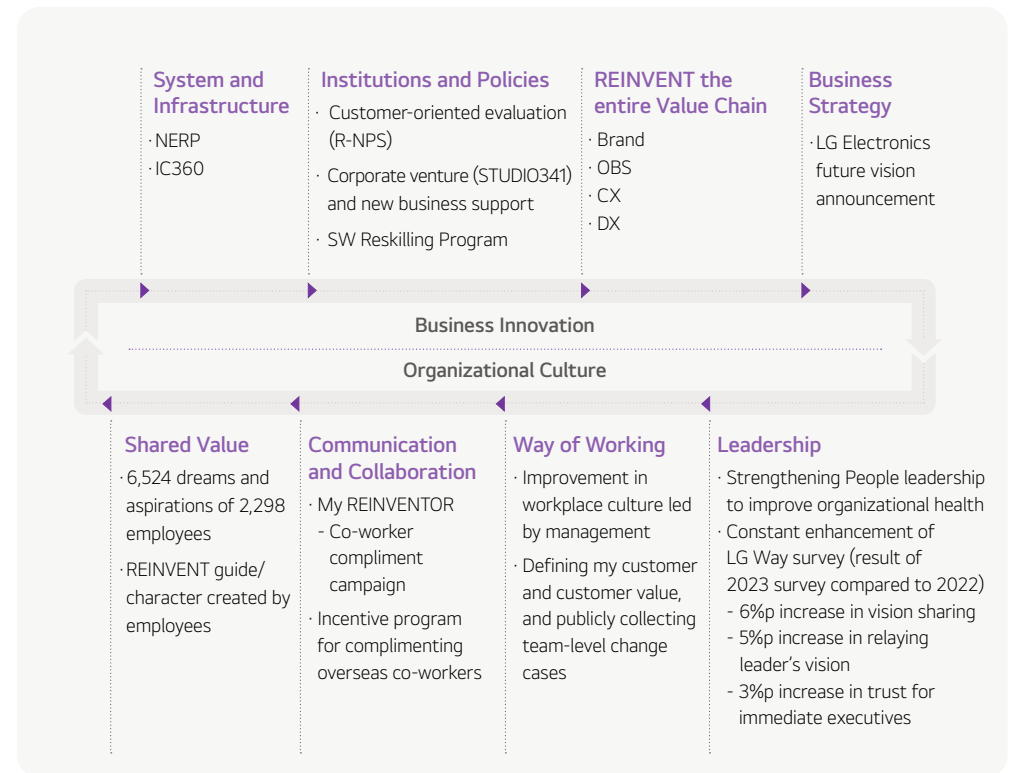 System and
Infrastructure
· NERP
· IC360
Institutions and Policies
· Customer-oriented evaluation
(R-NPS)
· Corporate venture (STUDIO341)
and new business support
· SW Reskilling Program
REINVENT the
entire Value Chain
· Brand
· OBS
· CX
· DX
Business
Strategy
· LG Electronics
future vision
announcement
Business Innovation
Organizational Culture
Shared Value
· 6,524 dreams and
aspirations of 2,298
employees
· REINVENT guide/
character created by
employees
Communication
and Collaboration
· My REINVENTOR
- Co-worker
compliment
campaign
· Incentive program
for complimenting
overseas co-workers
Way of Working
· Improvement in
workplace culture led
by management
· Defining my customer
and customer value,
and publicly collecting
team-level change
cases
Leadership
· Strengthening People leadership
to improve organizational health
· Constant enhancement of
LG Way survey (result of
2023 survey compared to 2022)
- 6%p increase in vision sharing
- 5%p increase in relaying
leader's vision
- 3%p increase in trust for
immediate executives